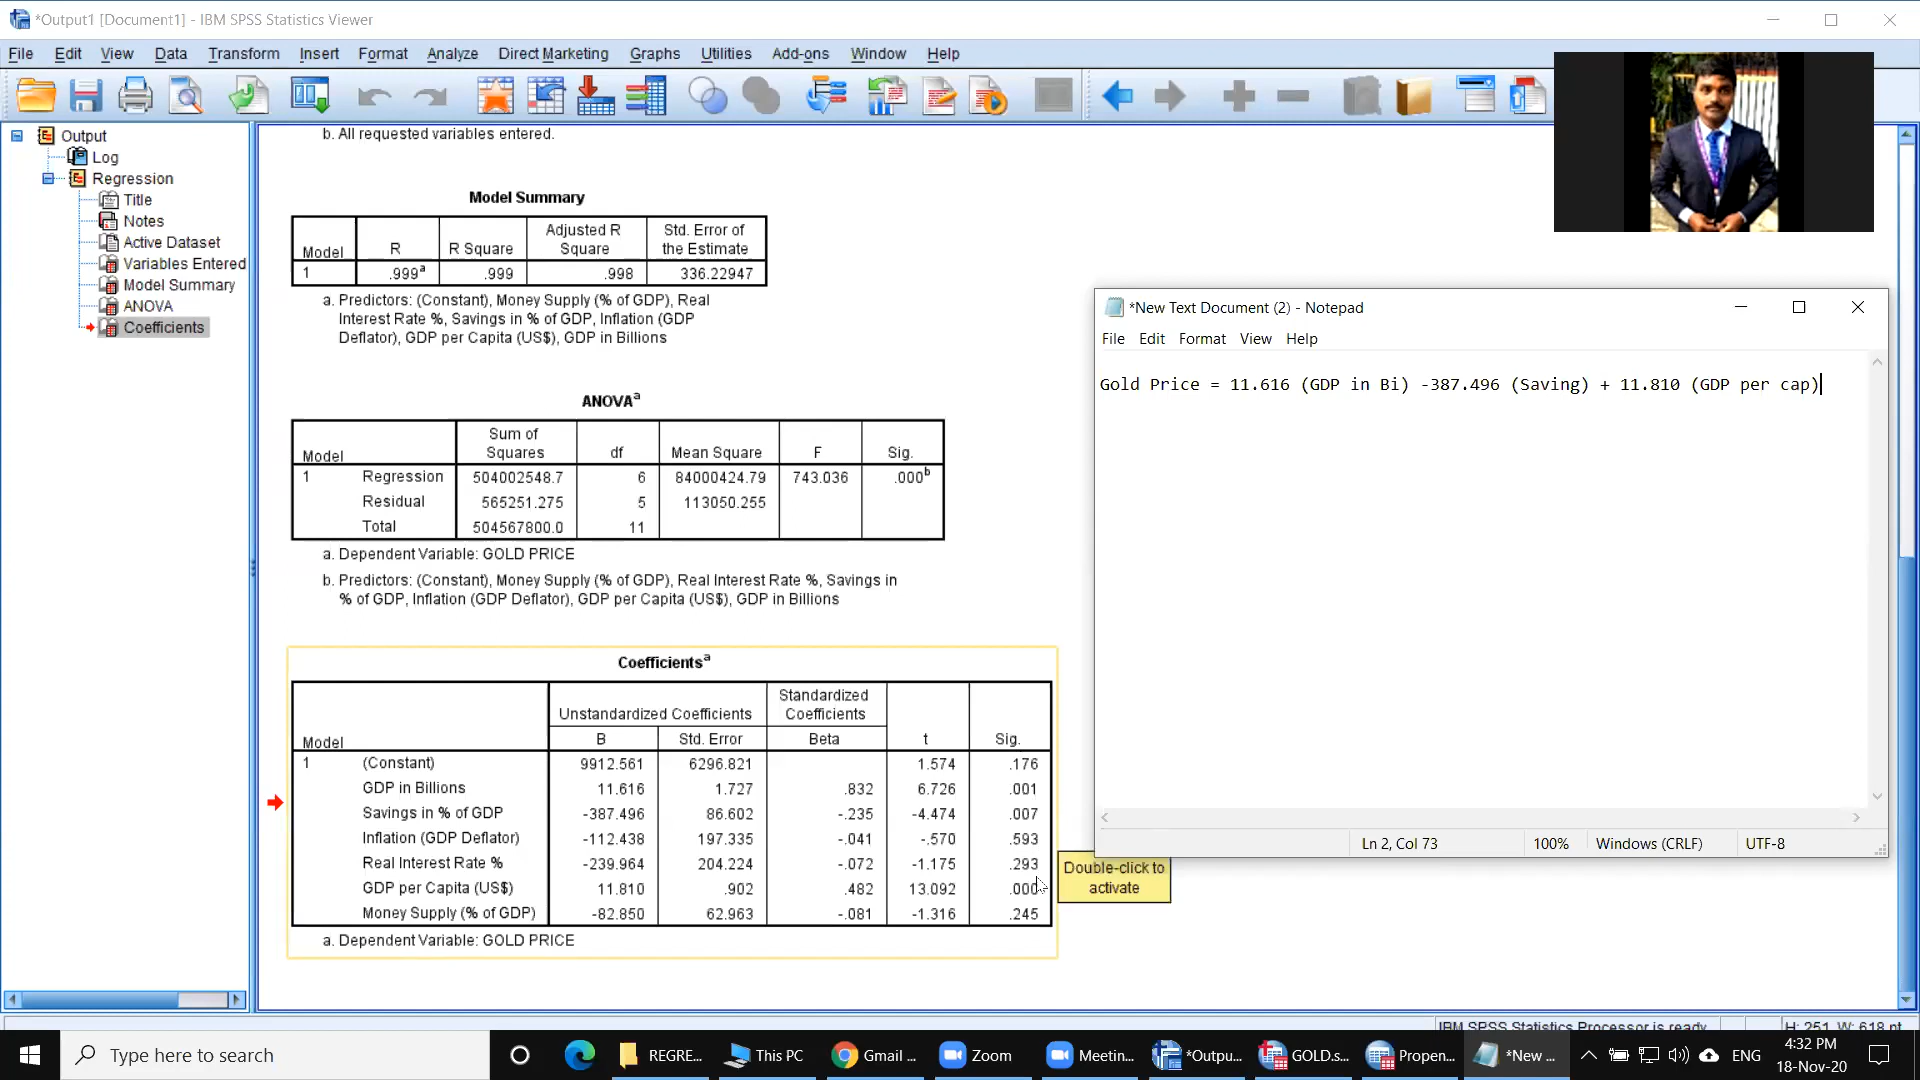 *Output1 [Document1] - IBM SPSS Statistics Viewer
File Edit View Data Transform Insert Format Analyze Direct Marketing Graphs Utilities Add-ons Window Help
Output
Log
Regression
Title
Notes
Active Dataset
Variables Entered
Model Summary
ANOVA
Coefficients
b. All requested variables entered.
Model Summary
Model R R Square Adjusted R Square Std. Error of the Estimate
1 .999a .999 .998 336.22947
a. Predictors: (Constant), Money Supply (% of GDP), Real
Interest Rate %, Savings in % of GDP, Inflation (GDP
Deflator), GDP per Capita (US$), GDP in Billions
ANOVAa
Model Sum of Squares df Mean Square F Sig.
1 Regression 504002548.7 6 84000424.79 743.036 .000b
Residual 565251.275 5 113050.255
Total 504567800.0 11
a. Dependent Variable: GOLD PRICE
b. Predictors: (Constant), Money Supply (% of GDP), Real Interest Rate %, Savings in
% of GDP, Inflation (GDP Deflator), GDP per Capita (US$), GDP in Billions
Coefficientsa
Model Unstandardized Coefficients Standardized Coefficients t Sig.
B Std. Error Beta
1 (Constant) 9912.561 6296.821 1.574 .176
GDP in Billions 11.616 1.727 .832 6.726 .001
Savings in % of GDP -387.496 86.602 -.235 -4.474 .007
Inflation (GDP Deflator) -112.438 197.335 -.041 -.570 .593
Real Interest Rate % -239.964 204.224 -.072 -1.175 .293
GDP per Capita (US$) 11.810 .902 .482 13.092 .000
Money Supply (% of GDP) -82.850 62.963 -.081 -1.316 .245
a. Dependent Variable: GOLD PRICE
Double-click to
activate
*New Text Document (2) - Notepad
File Edit Format View Help
Gold Price = 11.616 (GDP in Bi) -387.496 (Saving) + 11.810 (GDP per cap)
Ln 2, Col 73 100% Windows (CRLF) UTF-8
IBM SPSS Statistics Processor is ready H: 251, W: 618 pt
Type here to search
REGRE... This PC Gmail ... Zoom Meetin... *Outpu... GOLD.s... Propen... *New ... ENG
4:32 PM
18-Nov-20